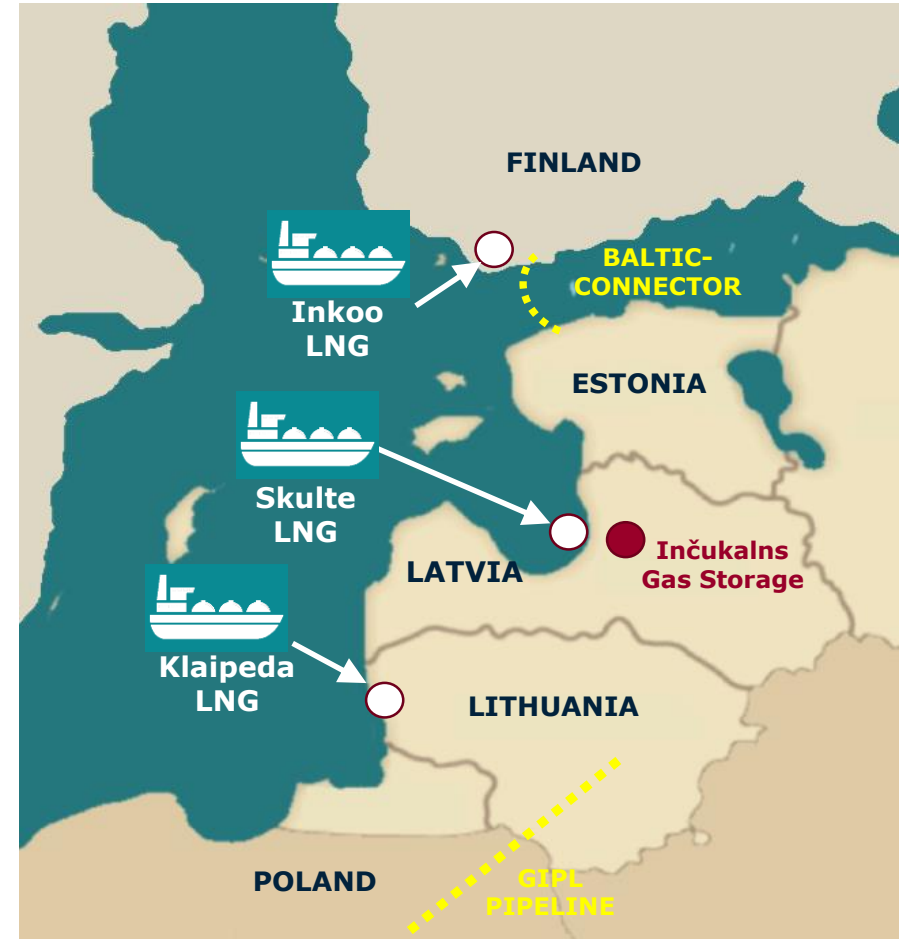 FINLAND
BALTIC-
CONNECTOR
Inkoo
LNG
ESTONIA
Skulte
LNG
Inčukalns
Gas Storage
LATVIA
Klaipeda
LNG
LITHUANIA
POLAND
GIPL
PIPELINE